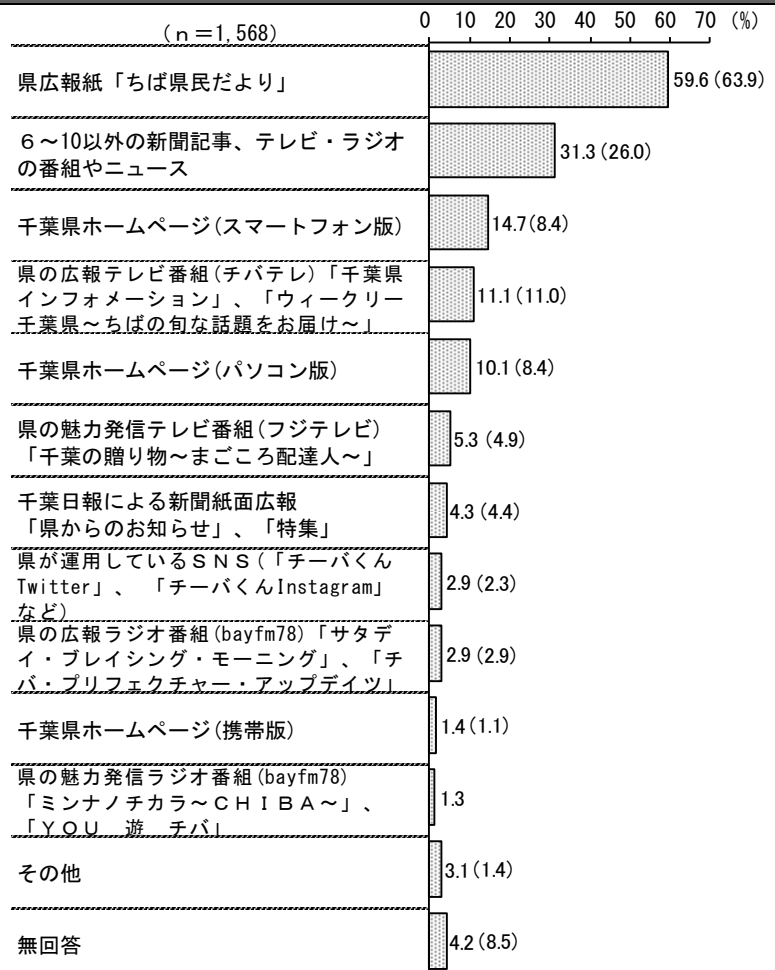 (ｎ＝1,568)
0 10 20 30 40 50 60 70 (%)
県広報紙「ちば県民だより」
59.6 (63.9)
６～10以外の新聞記事、テレビ・ラジオ
の番組やニュース
31.3 (26.0)
千葉県ホームページ(スマートフォン版)
14.7(8.4)
県の広報テレビ番組(チバテレ)「千葉県
インフォメーション」、「ウィークリー
千葉県～ちばの旬な話題をお届け～」
11.1 (11.0)
千葉県ホームページ(パソコン版)
10.1 (8.4)
県の魅力発信テレビ番組(フジテレビ)
「千葉の贈り物～まごころ配達人～」
5.3 (4.9)
千葉日報による新聞紙面広報
「県からのお知らせ」、「特集」
4.3 (4.4)
県が運用しているＳＮＳ(「チーバくん
Twitter」、 「チーバくんInstagram」
など)
2.9 (2.3)
県の広報ラジオ番組(bayfm78)「サタデ
イ・ブレイシング・モーニング」、「チ
バ・プリフェクチャー・アップデイツ」
2.9 (2.9)
千葉県ホームページ(携帯版)
1.4 (1.1)
県の魅力発信ラジオ番組(bayfm78)
「ミンナノチカラ～ＣＨＩＢＡ～」、
「ＹＯＵ 遊 チバ」
1.3
その他
3.1 (1.4)
無回答
4.2 (8.5)